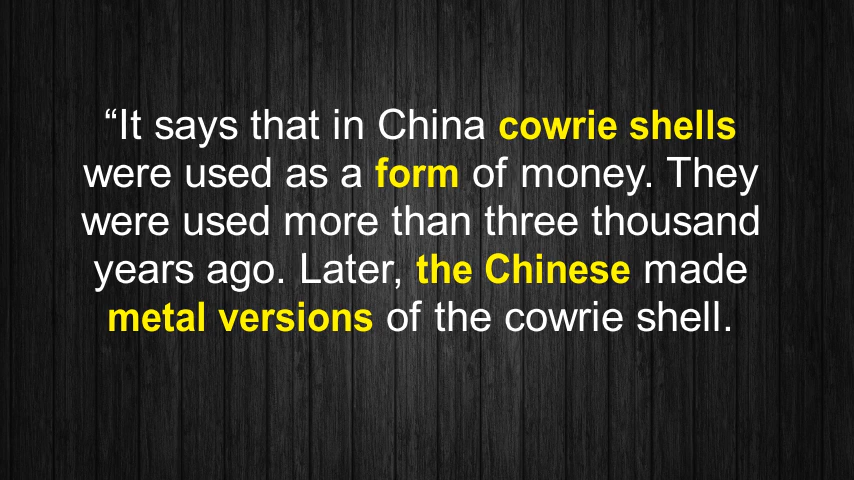 “It says that in China cowrie shells
were used as a form of money. They
were used more than three thousand
years ago. Later, the Chinese made
metal versions of the cowrie shell.